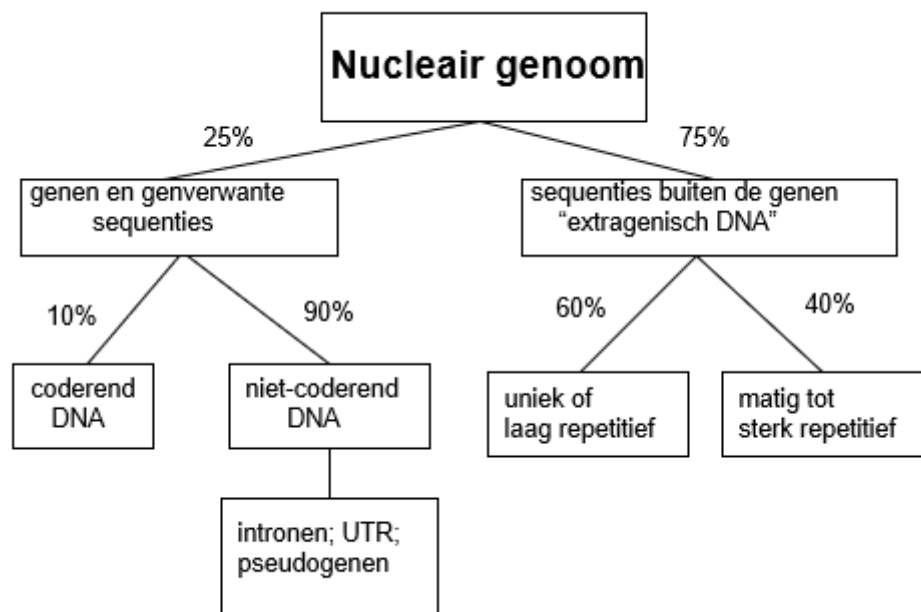 Nucleair genoom
25%
75%
genen en genverwante
sequenties
sequenties buiten de genen
“extragenisch DNA”
10%
90%
60%
40%
coderend
DNA
niet-coderend
DNA
uniek of
laag repetitief
matig tot
sterk repetitief
intronen; UTR;
pseudogenen